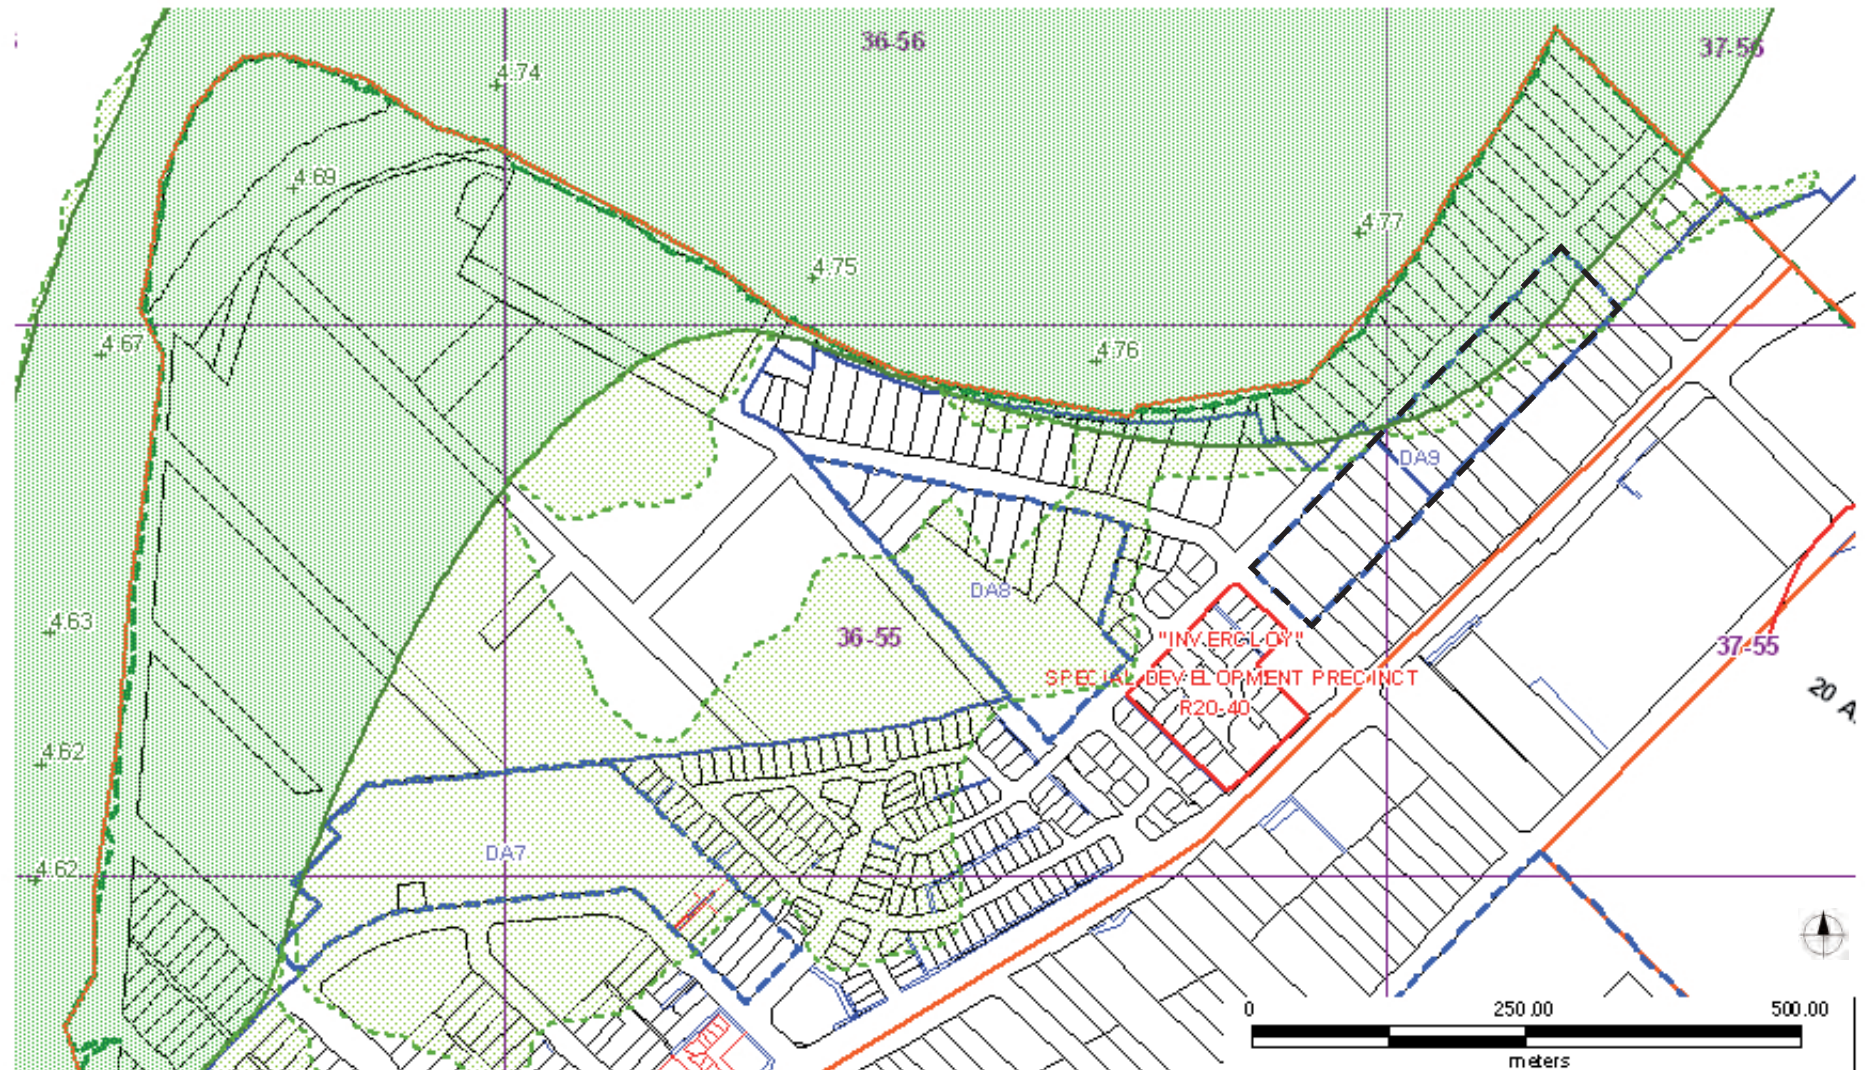 36-56
37-56
4.74
4.69
4.77
4.75
4.67
4.76
DA9
DA8
4.63
36-55
"INVERGLOY"
37-55
SPECIAL DEVELOPMENT PRECINCT
R20-40
20 A.
4.62
DA7
4.62
0 250.00 500.00
meters